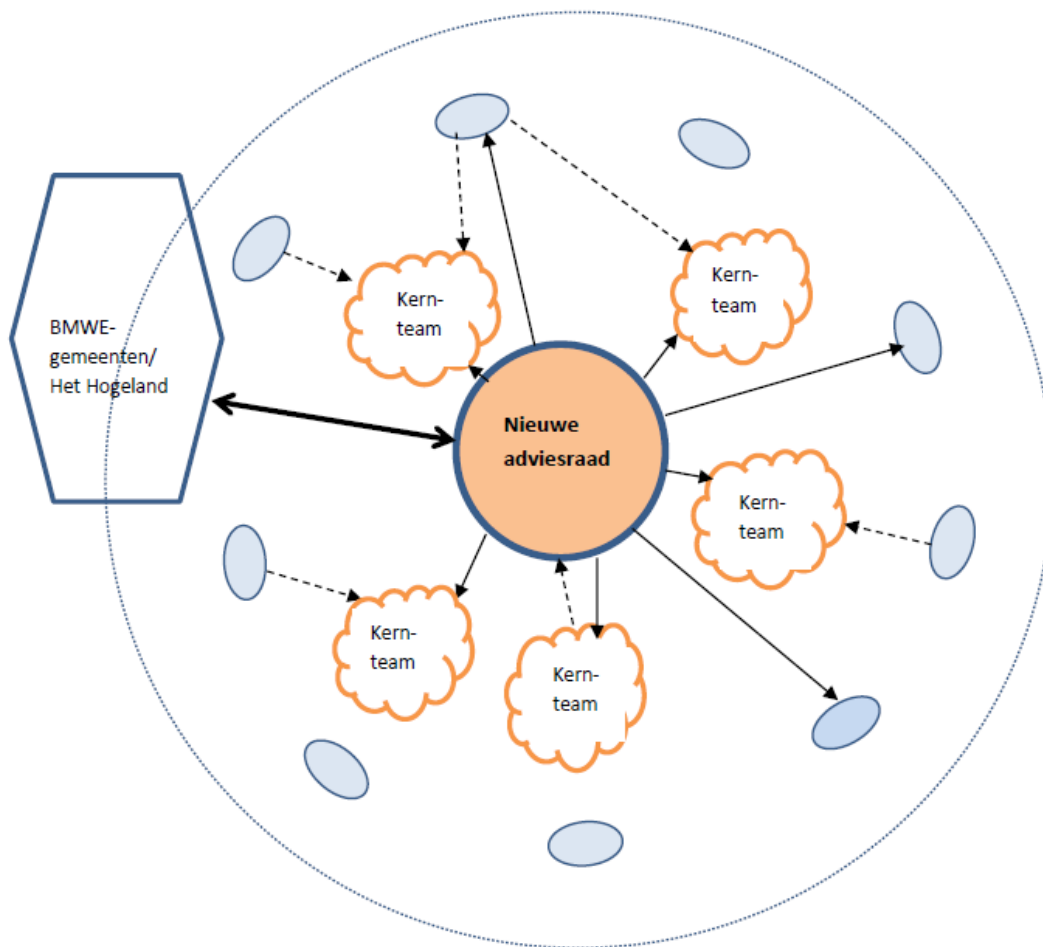 Kern-
team
Kern-
team
BMWE-
gemeenten/
Het Hogeland
Nieuwe
adviesraad
Kern-
team
Kern-
team
Kern-
team